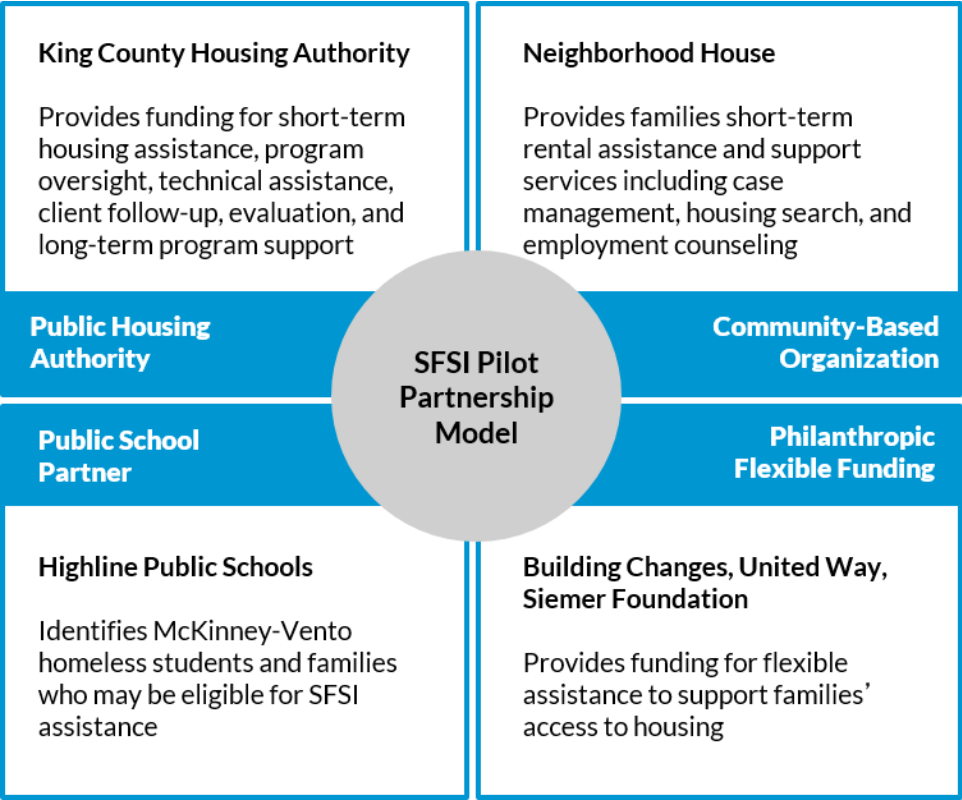 King County Housing Authority
Provides funding for short-term
housing assistance, program
oversight, technical assistance,
client follow-up, evaluation, and
long-term program support
Public Housing
Authority
Neighborhood House
Provides families short-term
rental assistance and support
services including case
management, housing search, and
employment counseling
Community-Based
Organization
SFSI Pilot
Partnership
Model
Public School
Partner
Highline Public Schools
Identifies McKinney-Vento
homeless students and families
who may be eligible for SFSI
assistance
Philanthropic
Flexible Funding
Building Changes, United Way,
Siemer Foundation
Provides funding for flexible
assistance to support families’
access to housing